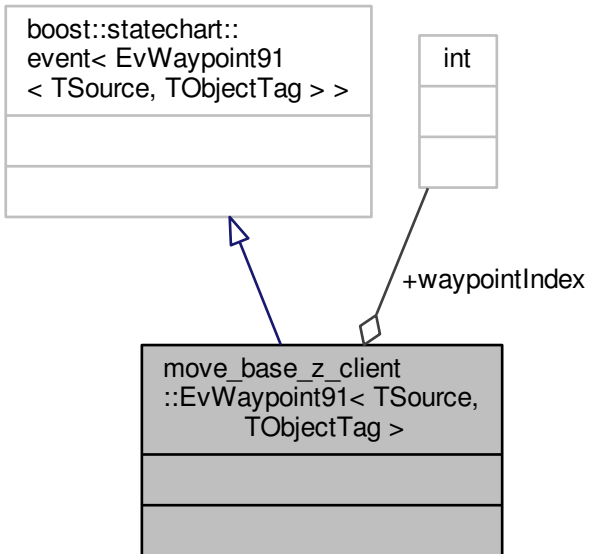 boost::statechart::
event< EvWaypoint91
< TSource, TObjectTag > >
int
+waypointIndex
move_base_z_client
::EvWaypoint91< TSource,
TObjectTag >